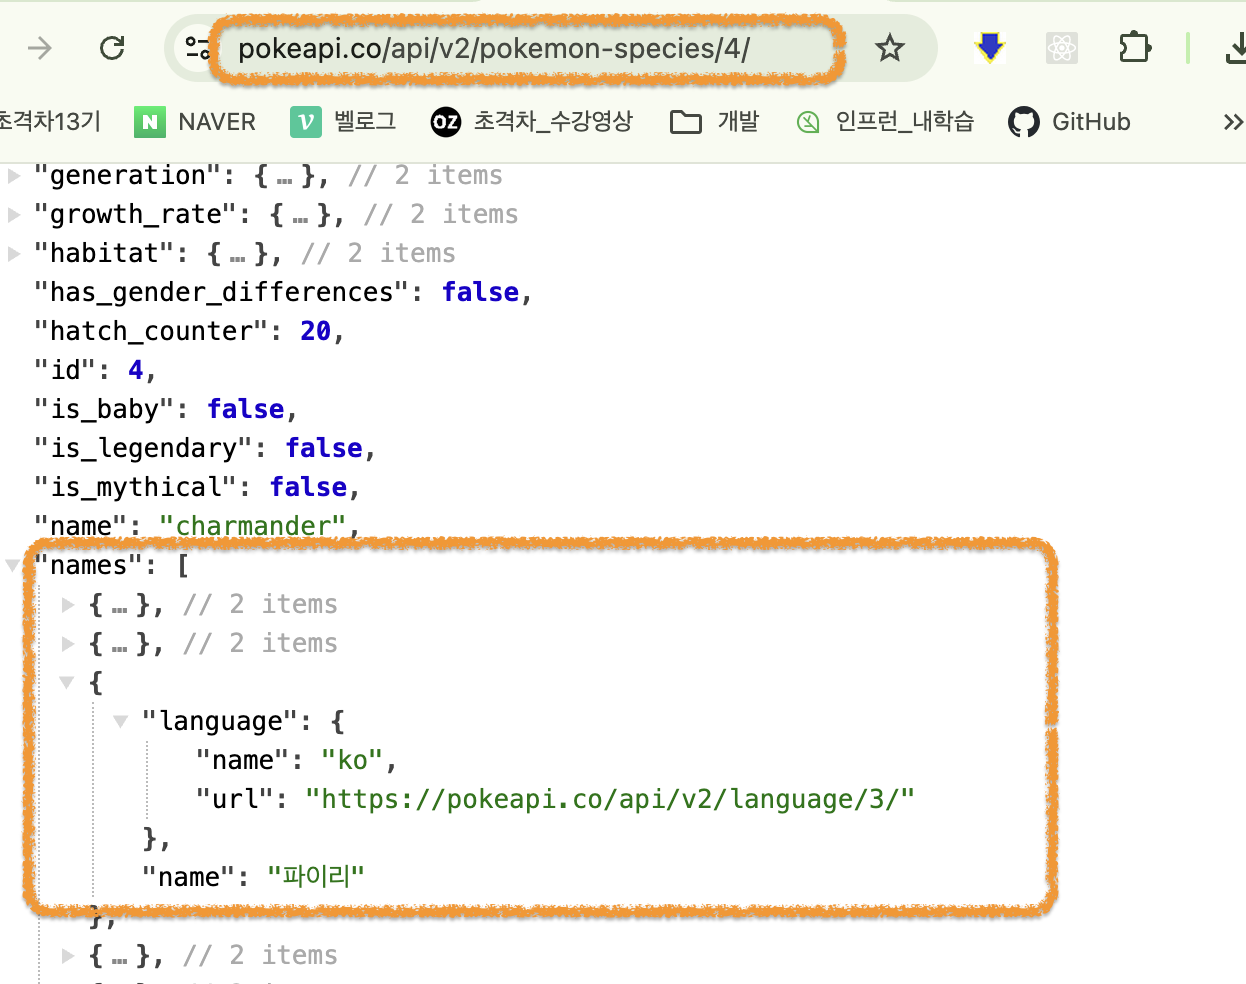 pokeapi.co/api/v2/pokemon-species/4/
초격차13기 N NAVER V 벨로그 OZ 초격차_수강영상 개발 인프런_내학습 GitHub »
"generation": { … }, // 2 items
"growth_rate": { … }, // 2 items
"habitat": { … }, // 2 items
"has_gender_differences": false,
"hatch_counter": 20,
"id": 4,
"is_baby": false,
"is_legendary": false,
"is_mythical": false,
"name": "charmander",
"names": [
{ … }, // 2 items
{ … }, // 2 items
{
"language": {
"name": "ko",
"url": "https://pokeapi.co/api/v2/language/3/"
},
"name": "파이리"
},
{ … }, // 2 items